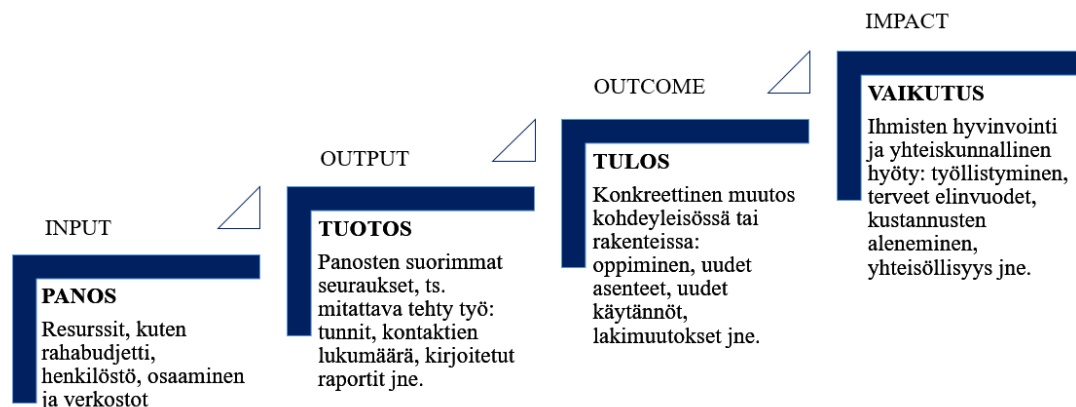 INPUT
PANOS
Resurssit, kuten
rahabudjetti,
henkilöstö, osaaminen
ja verkostot
OUTPUT
TUOTOS
Panosten suorimmat
seuraukset, ts.
mitattava tehty työ:
tunnit, kontaktien
lukumäärä, kirjoitetut
raportit jne.
OUTCOME
TULOS
Konkreettinen muutos
kohdeyleisössä tai
rakenteissa:
oppiminen, uudet
asenteet, uudet
käytännöt,
lakimuutokset jne.
IMPACT
VAIKUTUS
Ihmisten hyvinvointi
ja yhteiskunnallinen
hyöty: työllistyminen,
terveet elinvuodet,
kustannusten
aleneminen,
yhteisöllisyys jne.